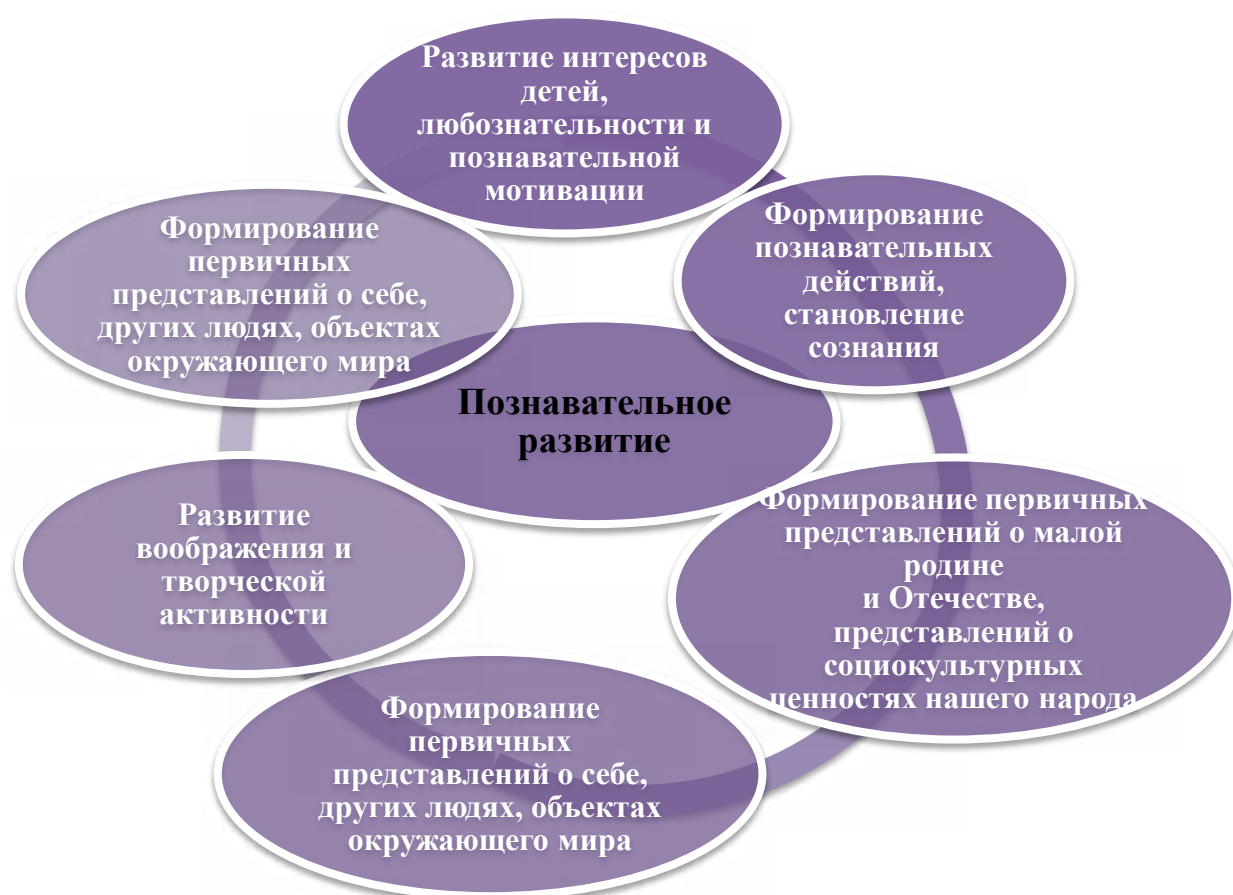 Развитие интересов
детей,
любознательности и
познавательной
мотивации
Формирование
познавательных
действий,
становление
сознания
Формирование первичных
представлений о малой
родине
и Отечестве,
представлений о
социокультурных
ценностях нашего народа
Формирование
первичных
представлений о себе,
других людях, объектах
окружающего мира
Развитие
воображения и
творческой
активности
Формирование
первичных
представлений о себе,
других людях, объектах
окружающего мира
Познавательное
развитие